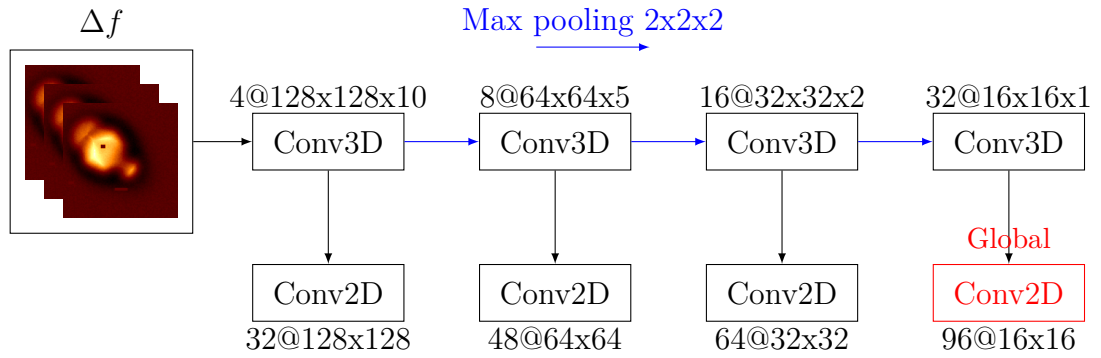 Δf
Max pooling 2x2x2
4@128x128x10
8@64x64x5
16@32x32x2
32@16x16x1
Conv3D
Conv3D
Conv3D
Conv3D
Global
Conv2D
Conv2D
Conv2D
Conv2D
32@128x128
48@64x64
64@32x32
96@16x16